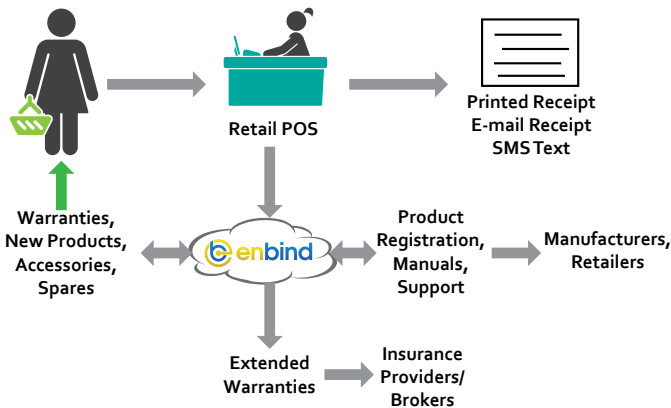 Retail POS
Printed Receipt
E-mail Receipt
SMS Text
Warranties,
New Products,
Accessories,
Spares
enbind
Product
Registration,
Manuals,
Support
Manufacturers,
Retailers
Extended
Warranties
Insurance
Providers/
Brokers